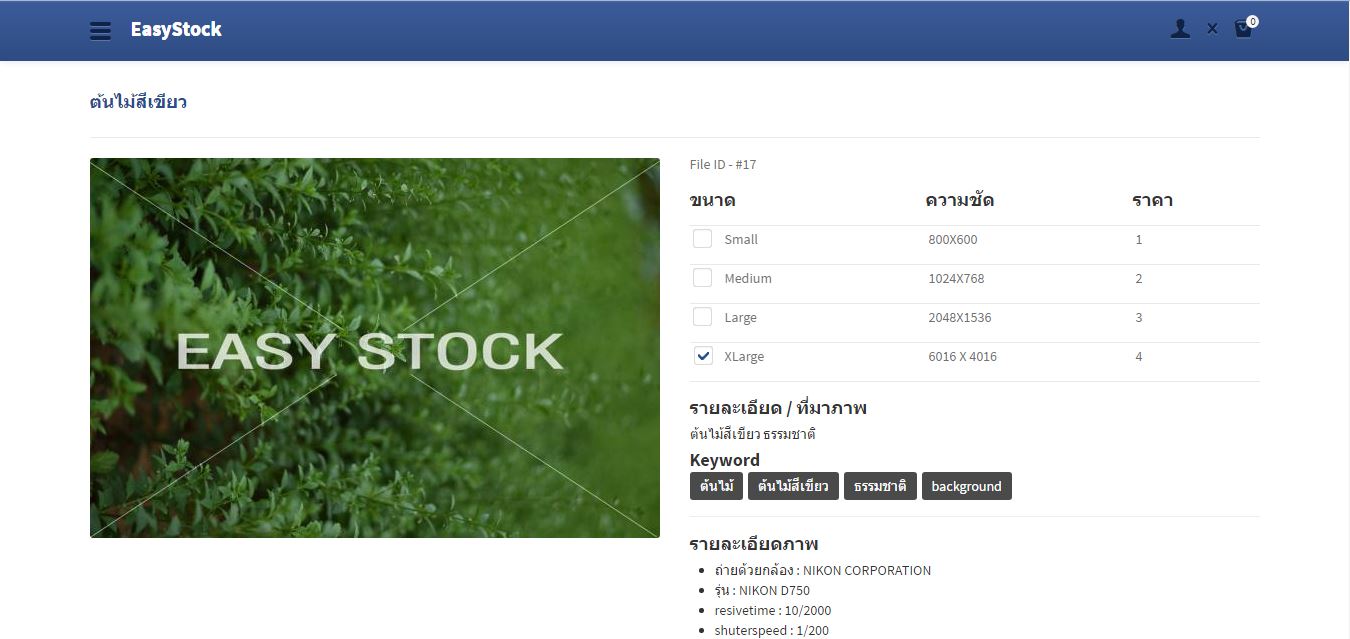 EasyStock
0
ต้นไม้สีเขียว
EASY STOCK
File ID - #17
ขนาด ความชัด ราคา
Small 800X600 1
Medium 1024X768 2
Large 2048X1536 3
XLarge 6016 X 4016 4
รายละเอียด / ที่มาภาพ
ต้นไม้สีเขียว ธรรมชาติ
Keyword
ต้นไม้ ต้นไม้สีเขียว ธรรมชาติ background
รายละเอียดภาพ
ถ่ายด้วยกล้อง : NIKON CORPORATION
รุ่น : NIKON D750
resivetime : 10/2000
shuterspeed : 1/200